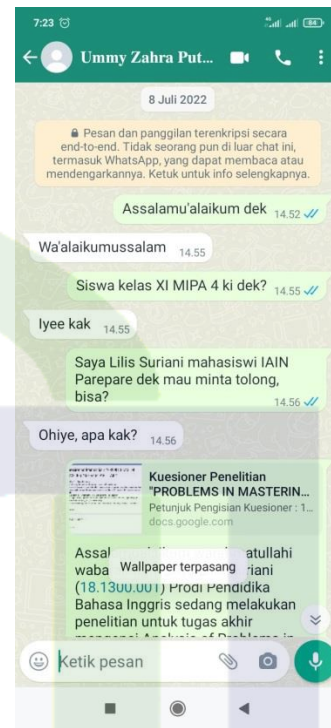 7:23
84
Ummy Zahra Put...
8 Juli 2022
Pesan dan panggilan terenkripsi secara
end-to-end. Tidak seorang pun di luar chat ini,
termasuk WhatsApp, yang dapat membaca atau
mendengarkannya. Ketuk untuk info selengkapnya.
Assalamu'alaikum dek 14.52
Wa'alaikumussalam 14.55
Siswa kelas XI MIPA 4 ki dek? 14.55
Iyee kak 14.55
Saya Lilis Suriani mahasiswi IAIN
Parepare dek mau minta tolong,
bisa? 14.56
Ohiye, apa kak? 14.56
Kuesioner Penelitian
"PROBLEMS IN MASTERIN...
Petunjuk Pengisian Kuesioner : 1...
docs.google.com
Assal atullahi
waba riani
Wallpaper terpasang
(18.1300.001) Prodi Pendidika
Bahasa Inggris sedang melakukan
penelitian untuk tugas akhir
Ketik pesan